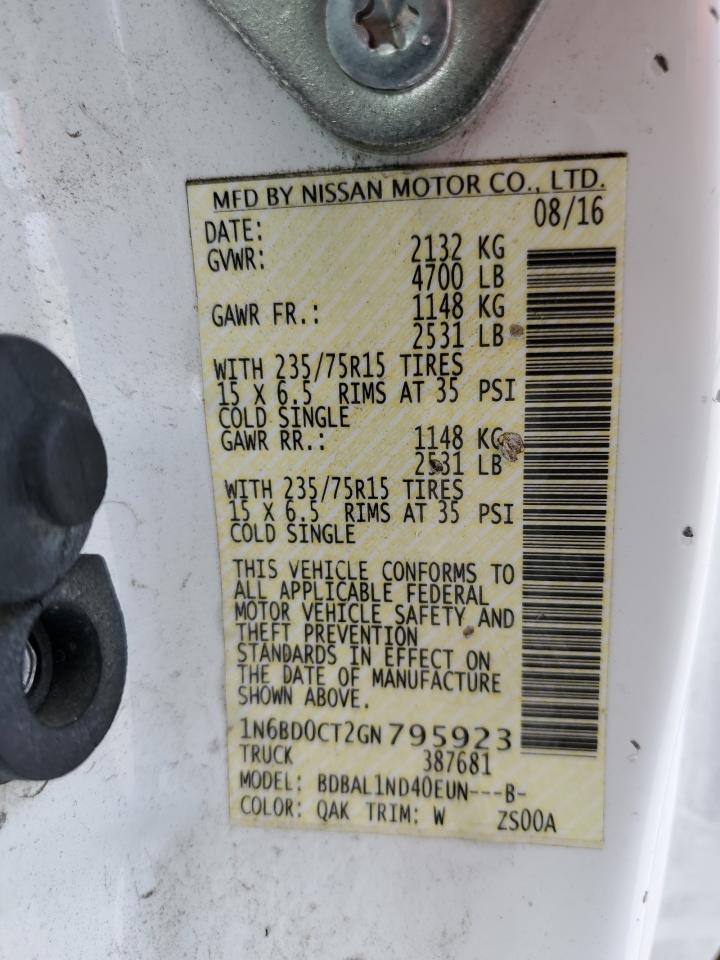 MFD BY NISSAN MOTOR CO., LTD.
DATE: 08/16
GVWR: 2132 KG
4700 LB
GAWR FR.: 1148 KG
2531 LB
WITH 235/75R15 TIRES
15 X 6.5 RIMS AT 35 PSI
COLD SINGLE
GAWR RR.: 1148 KG
2531 LB
WITH 235/75R15 TIRES
15 X 6.5 RIMS AT 35 PSI
COLD SINGLE
THIS VEHICLE CONFORMS TO
ALL APPLICABLE FEDERAL
MOTOR VEHICLE SAFETY AND
THEFT PREVENTION
STANDARDS IN EFFECT ON
THE DATE OF MANUFACTURE
SHOWN ABOVE.
1N6BD0CT2GN795923
TRUCK 387681
MODEL: BDBAL1ND40EUN---B-
COLOR: QAK TRIM: W ZS00A